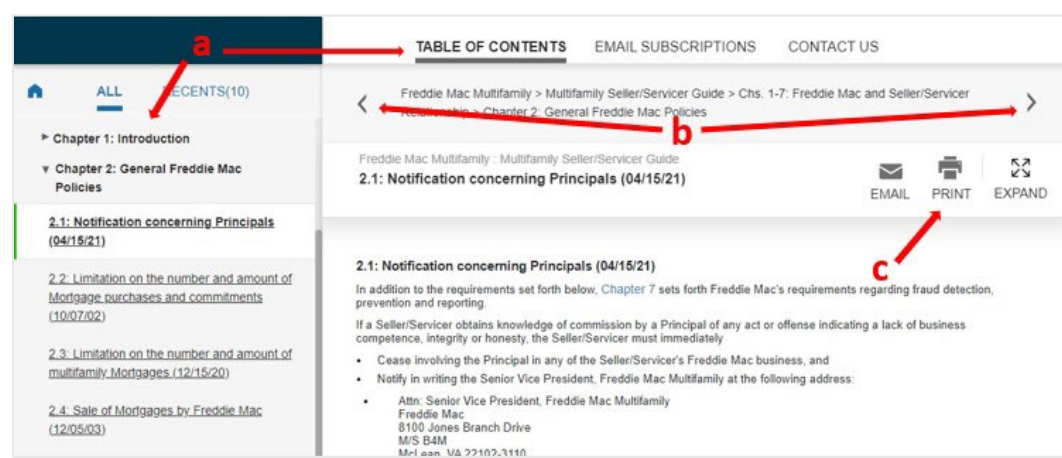 a
TABLE OF CONTENTS EMAIL SUBSCRIPTIONS CONTACT US
ALL RECENTS(10)
Chapter 1: Introduction
Chapter 2: General Freddie Mac
Policies
2.1: Notification concerning Principals
(04/15/21)
2.2: Limitation on the number and amount of
Mortgage purchases and commitments
(10/07/02)
2.3: Limitation on the number and amount of
multifamily Mortgages (12/15/20)
2.4: Sale of Mortgages by Freddie Mac
(12/05/03)
Freddie Mac Multifamily > Multifamily Seller/Servicer Guide > Chs. 1-7: Freddie Mac and Seller/Servicer
Relationship > Chapter 2: General Freddie Mac Policies
b
Freddie Mac Multifamily : Multifamily Seller/Servicer Guide
2.1: Notification concerning Principals (04/15/21)
EMAIL PRINT EXPAND
c
2.1: Notification concerning Principals (04/15/21)
In addition to the requirements set forth below, Chapter 7 sets forth Freddie Mac's requirements regarding fraud detection,
prevention and reporting.
If a Seller/Servicer obtains knowledge of commission by a Principal of any act or offense indicating a lack of business
competence, integrity or honesty, the Seller/Servicer must immediately
• Cease involving the Principal in any of the Seller/Servicer's Freddie Mac business, and
• Notify in writing the Senior Vice President, Freddie Mac Multifamily at the following address:
• Attn: Senior Vice President, Freddie Mac Multifamily
Freddie Mac
8100 Jones Branch Drive
M/S B4M
McLean, VA 22102-3110